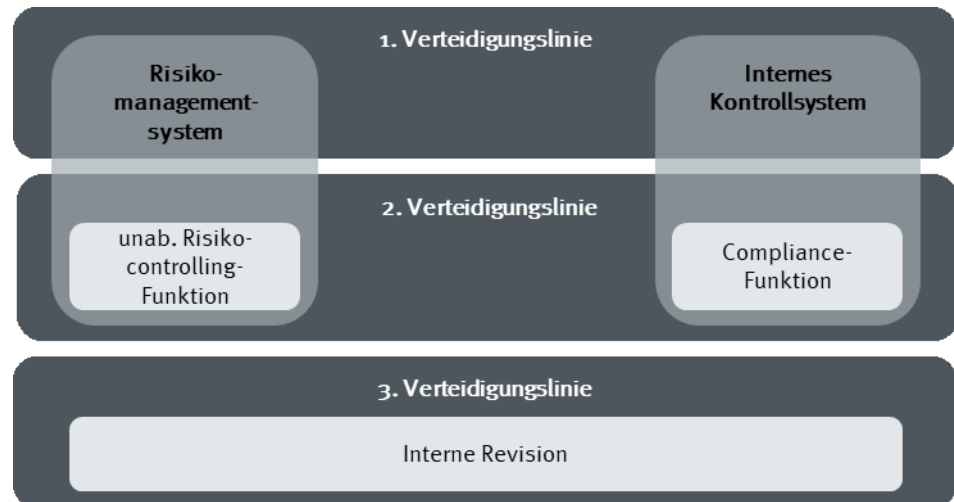 1. Verteidigungslinie
Risiko-
management-
system
Internes
Kontrollsystem
2. Verteidigungslinie
unab. Risiko-
controlling-
Funktion
Compliance-
Funktion
3. Verteidigungslinie
Interne Revision